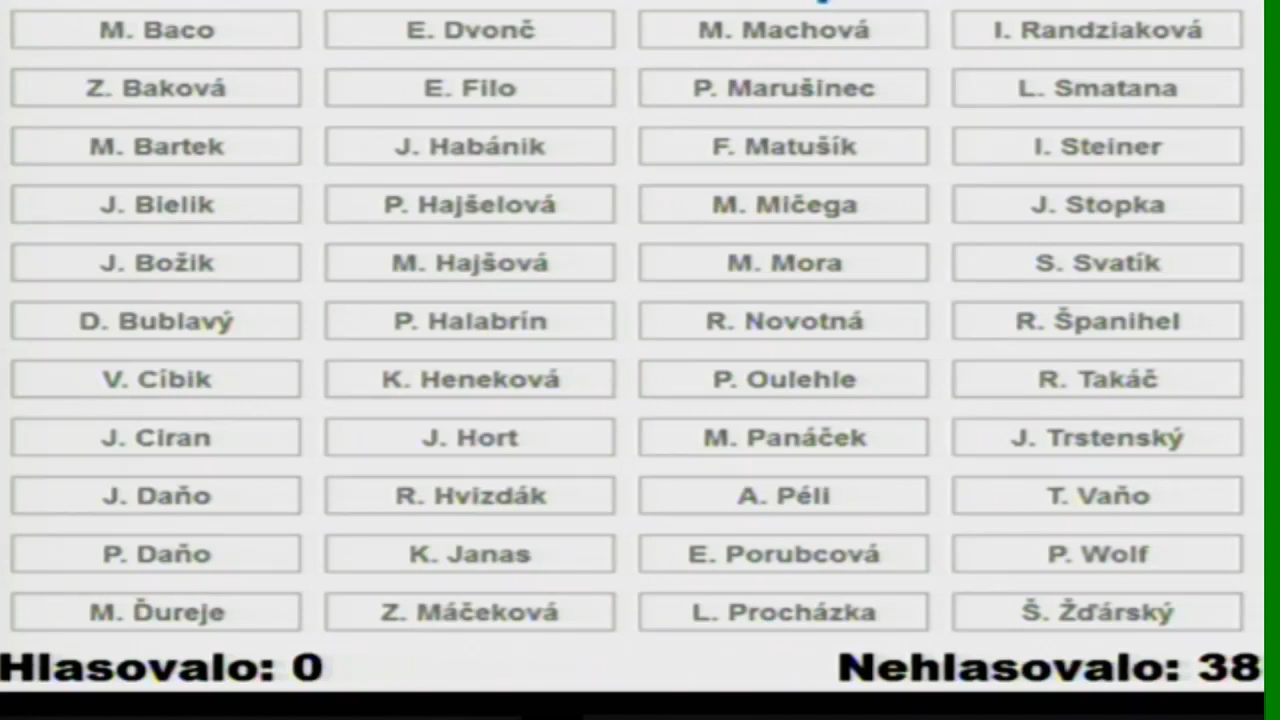 M. Baco E. Dvonč M. Machová I. Randziaková
Z. Baková E. Filo P. Marušinec L. Smatana
M. Bartek J. Habánik F. Matušík I. Steiner
J. Bielik P. Hajšelová M. Mičega J. Stopka
J. Božik M. Hajšová M. Mora S. Svatík
D. Bublavý P. Halabrín R. Novotná R. Španihel
V. Cíbik K. Heneková P. Oulehle R. Takáč
J. Ciran J. Hort M. Panáček J. Trstenský
J. Daňo R. Hvizdák A. Péli T. Vaňo
P. Daňo K. Janas E. Porubcová P. Wolf
M. Ďureje Z. Máčeková L. Procházka Š. Žďárský
Hlasovalo: 0 Nehlasovalo: 38